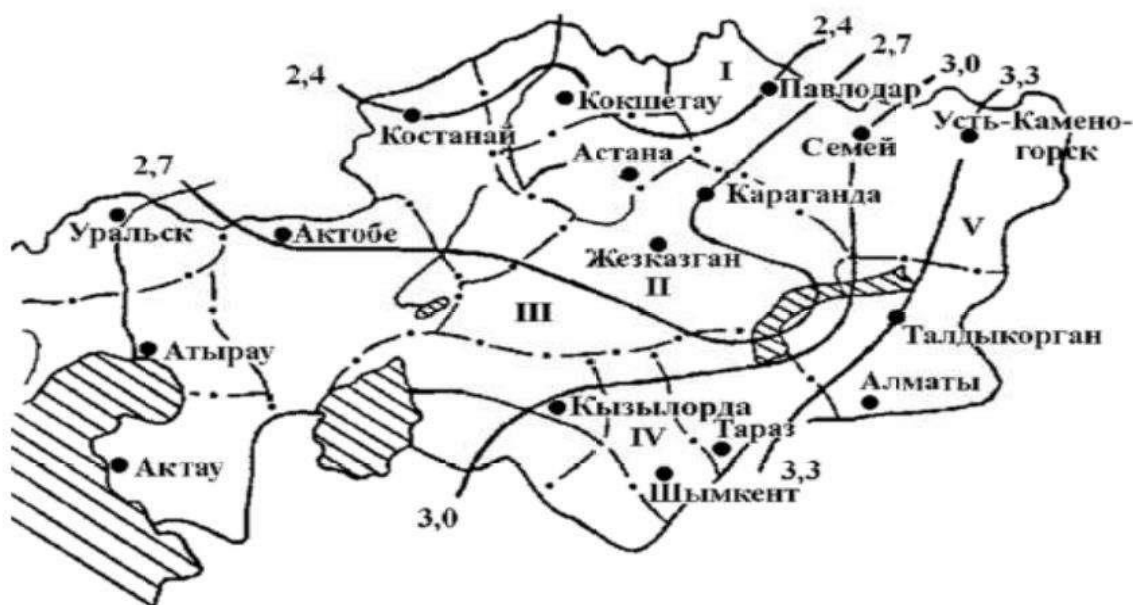 2,4
2,7
3,0
3,3
2,4
I
Павлодар
Кокшетау
Костанай
Семей
Усть-Камено-
горск
Астана
2,7
Караганда
Уральск
Актобе
V
Жезказган
II
III
Талдыкорган
Атырау
Алматы
Кызылорда
Тараз
IV
Актау
Шымкент
3,3
3,0